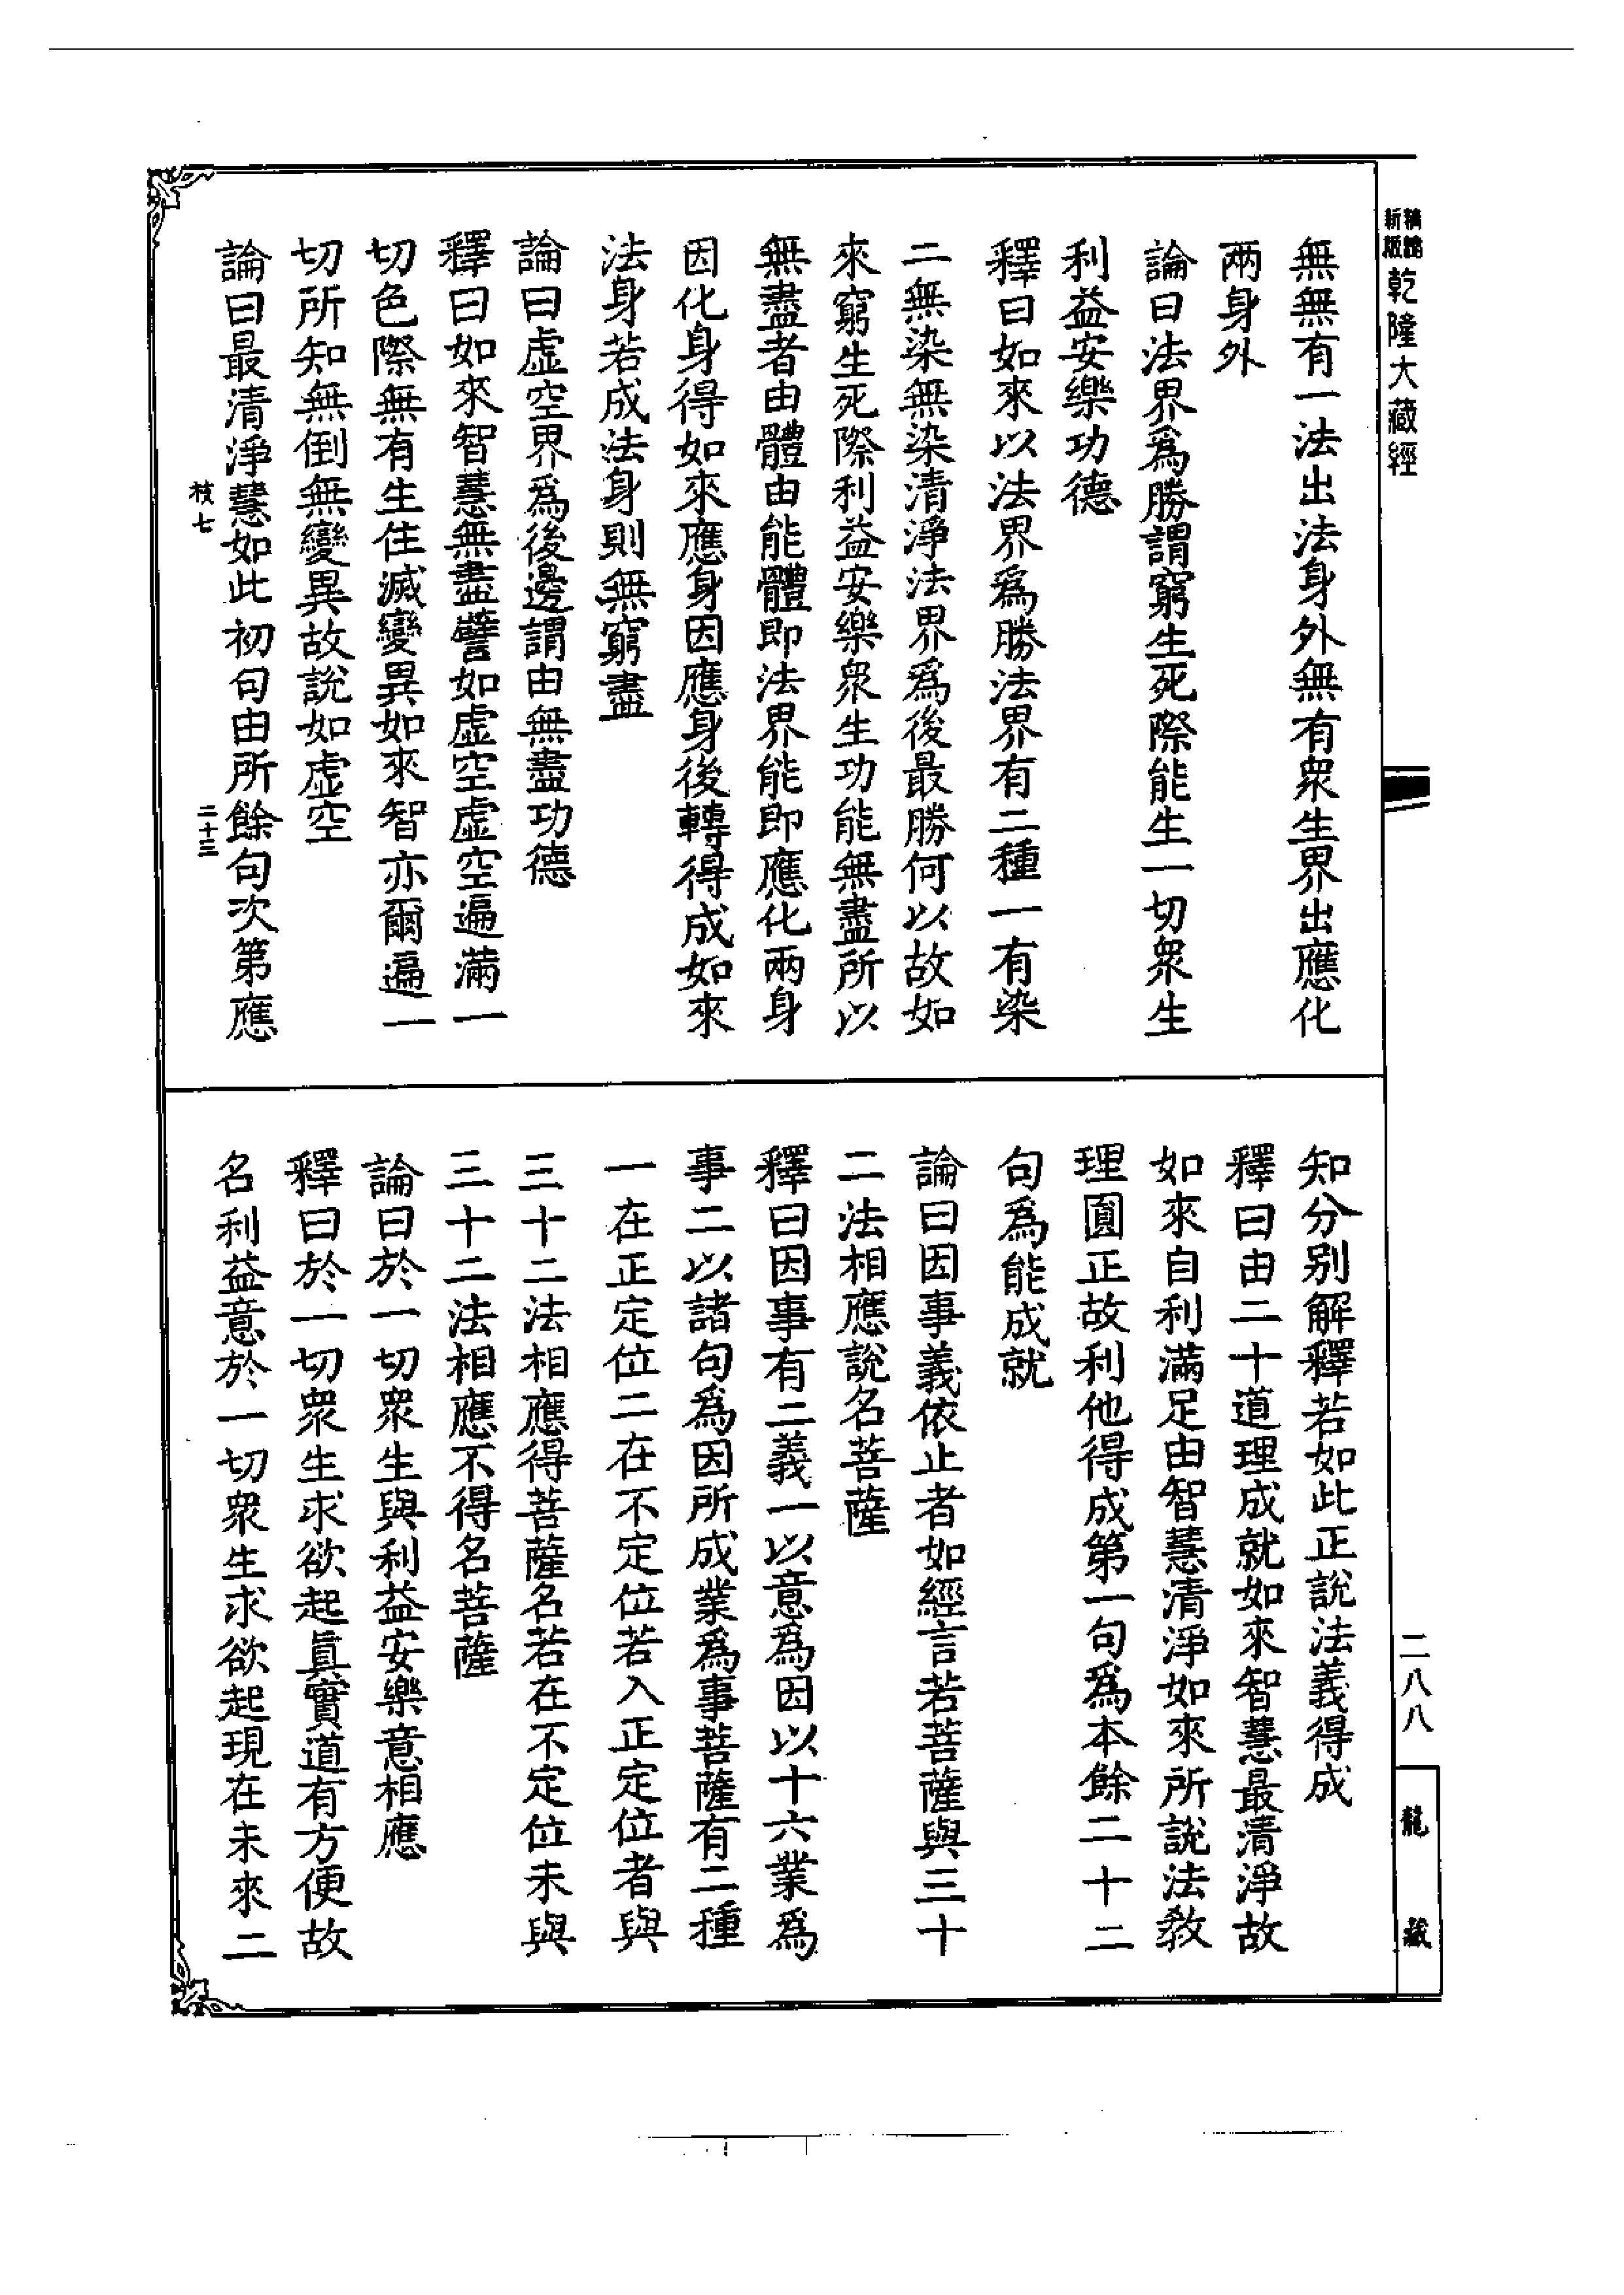 新版
精縮
乾隆大藏經
無無有一法出法身外無有衆生界出應化
兩身外
論曰法界爲勝謂窮生死際能生一切衆生
利益安樂功德
釋曰如來以法界爲勝法界有二種一有染
二無染無染清淨法界爲後最勝何以故如
來窮生死際利益安樂衆生功能無盡所以
無盡者由體由能體即法界能即應化兩身
因化身得如來應身因應身後轉得成如來
法身若成法身則無窮盡
論曰虛空界爲後邊謂由無盡功德
釋曰如來智慧無盡譬如虛空虛空遍滿一
切色際無有生住滅變異如來智亦爾遍一
切所知無倒無變異故說如虛空
論曰最清淨慧如此初句由所餘句次第應
枝七
二十三
知分別解釋若如此正說法義得成
釋曰由二十道理成就如來智慧最清淨故
如來自利滿足由智慧清淨如來所說法教
理圓正故利他得成第一句爲本餘二十二
句爲能成就
論曰因事義依止者如經言若菩薩與三十
二法相應說名菩薩
釋曰因事有二義一以意爲因以十六業爲
事二以諸句爲因所成業爲事菩薩有二種
一在正定位二在不定位若入正定位者與
三十二法相應得菩薩名若在不定位未與
三十二法相應不得名菩薩
論曰於一切衆生與利益安樂意相應
釋曰於一切衆生求欲起眞實道有方便故
名利益意於一切衆生求欲起現在未來二
二八八
龍藏